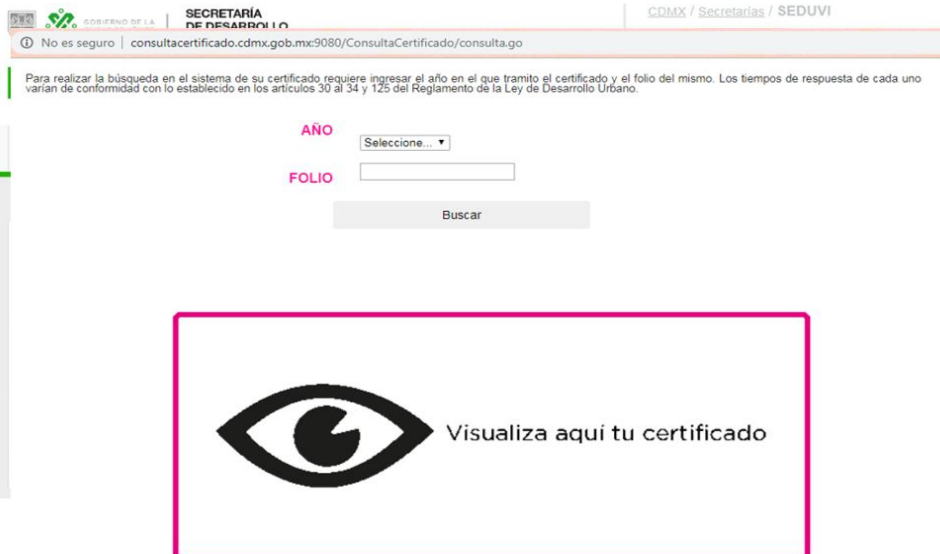 GOBIERNO DE LA
SECRETARÍA
DE DESARROLLO
CDMX / Secretarías / SEDUVI
No es seguro | consultacertificado.cdmx.gob.mx:9080/ConsultaCertificado/consulta.go
Para realizar la búsqueda en el sistema de su certificado requiere ingresar el año en el que tramito el certificado y el folio del mismo. Los tiempos de respuesta de cada uno
varían de conformidad con lo establecido en los artículos 30 al 34 y 125 del Reglamento de la Ley de Desarrollo Urbano.
AÑO
Seleccione...
FOLIO
Buscar
Visualiza aquí tu certificado